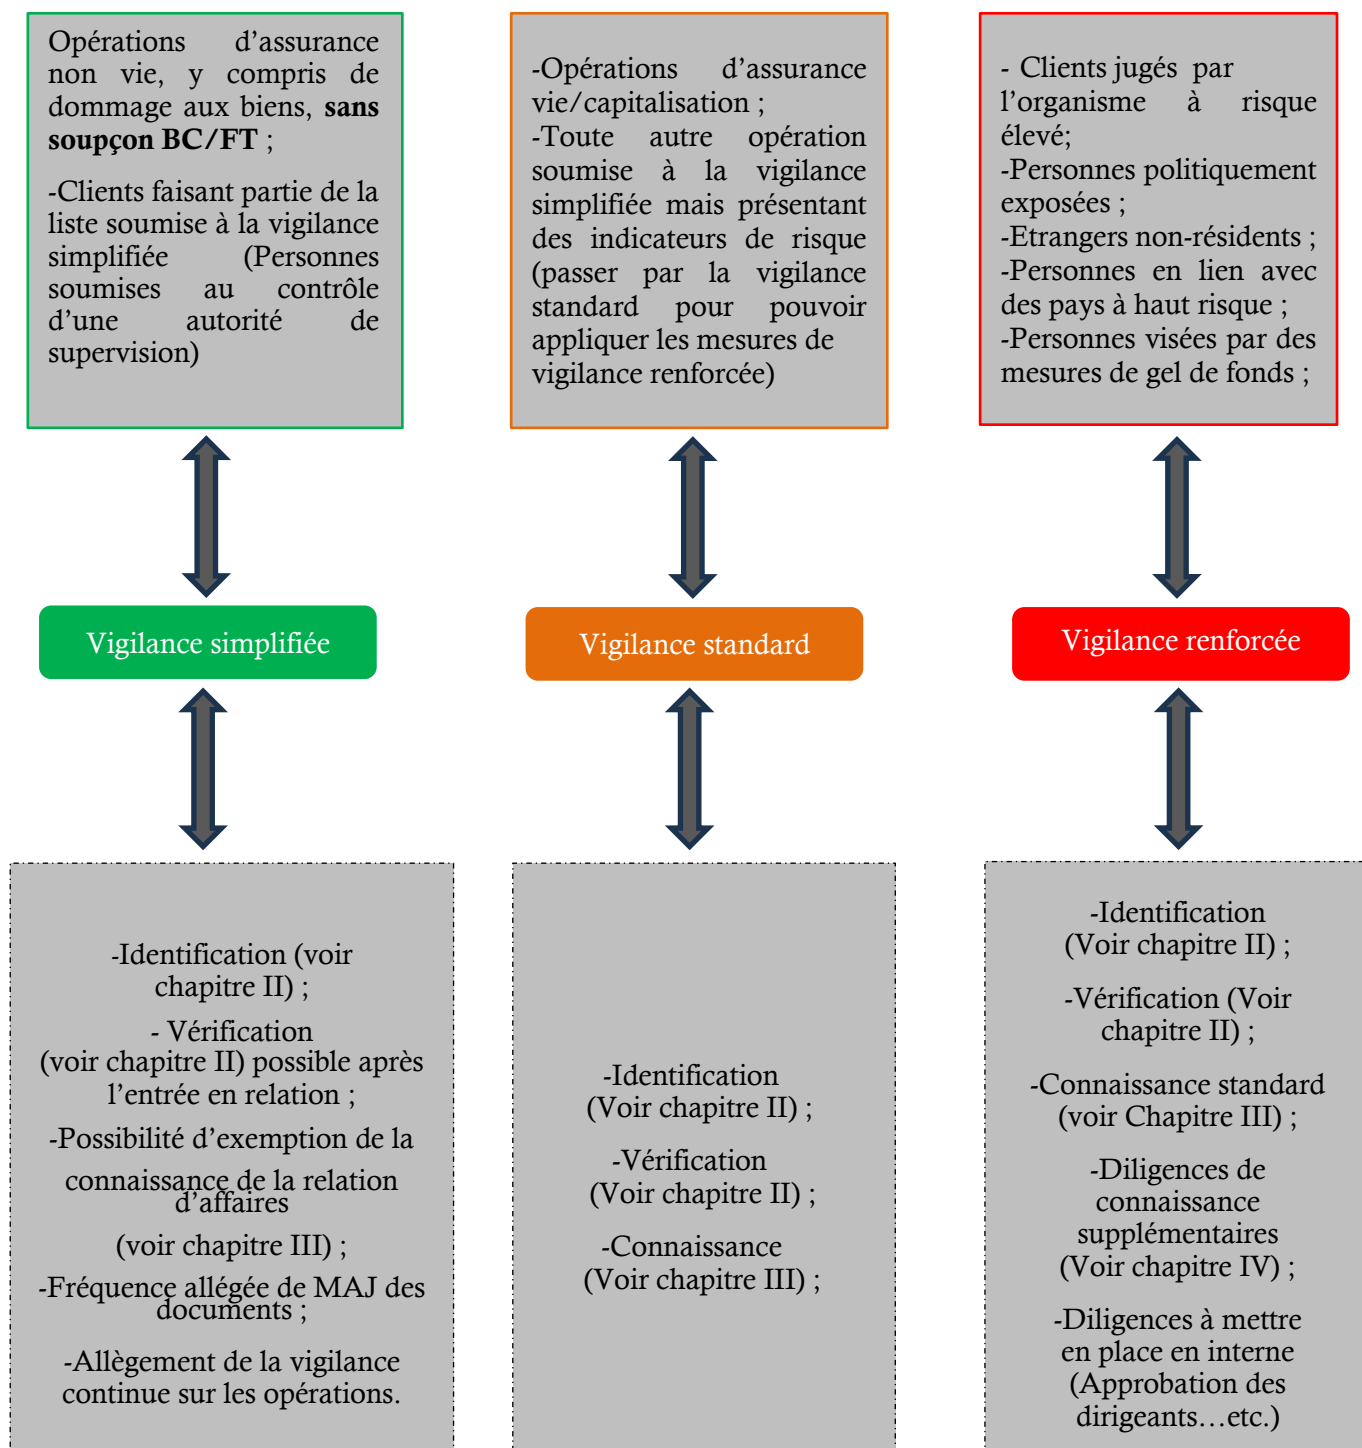 Opérations d'assurance
non vie, y compris de
dommage aux biens, sans
soupçon BC/FT ;
-Clients faisant partie de la
liste soumise à la vigilance
simplifiée (Personnes
soumises au contrôle
d'une autorité de
supervision)
-Opérations d'assurance
vie/capitalisation ;
-Toute autre opération
soumise à la vigilance
simplifiée mais présentant
des indicateurs de risque
(passer par la vigilance
standard pour pouvoir
appliquer les mesures de
vigilance renforcée)
- Clients jugés par
l'organisme à risque
élevé;
-Personnes politiquement
exposées ;
-Etrangers non-résidents ;
-Personnes en lien avec
des pays à haut risque ;
-Personnes visées par des
mesures de gel de fonds ;
Vigilance simplifiée
Vigilance standard
Vigilance renforcée
-Identification (voir
chapitre II) ;
- Vérification
(voir chapitre II) possible après
l'entrée en relation ;
-Possibilité d'exemption de la
connaissance de la relation
d'affaires
(voir chapitre III) ;
-Fréquence allégée de MAJ des
documents ;
-Allègement de la vigilance
continue sur les opérations.
-Identification
(Voir chapitre II) ;
-Vérification
(Voir chapitre II) ;
-Connaissance
(Voir chapitre III) ;
-Identification
(Voir chapitre II) ;
-Vérification (Voir
chapitre II) ;
-Connaissance standard
(voir Chapitre III) ;
-Diligences de
connaissance
supplémentaires
(Voir chapitre IV) ;
-Diligences à mettre
en place en interne
(Approbation des
dirigeants…etc.)